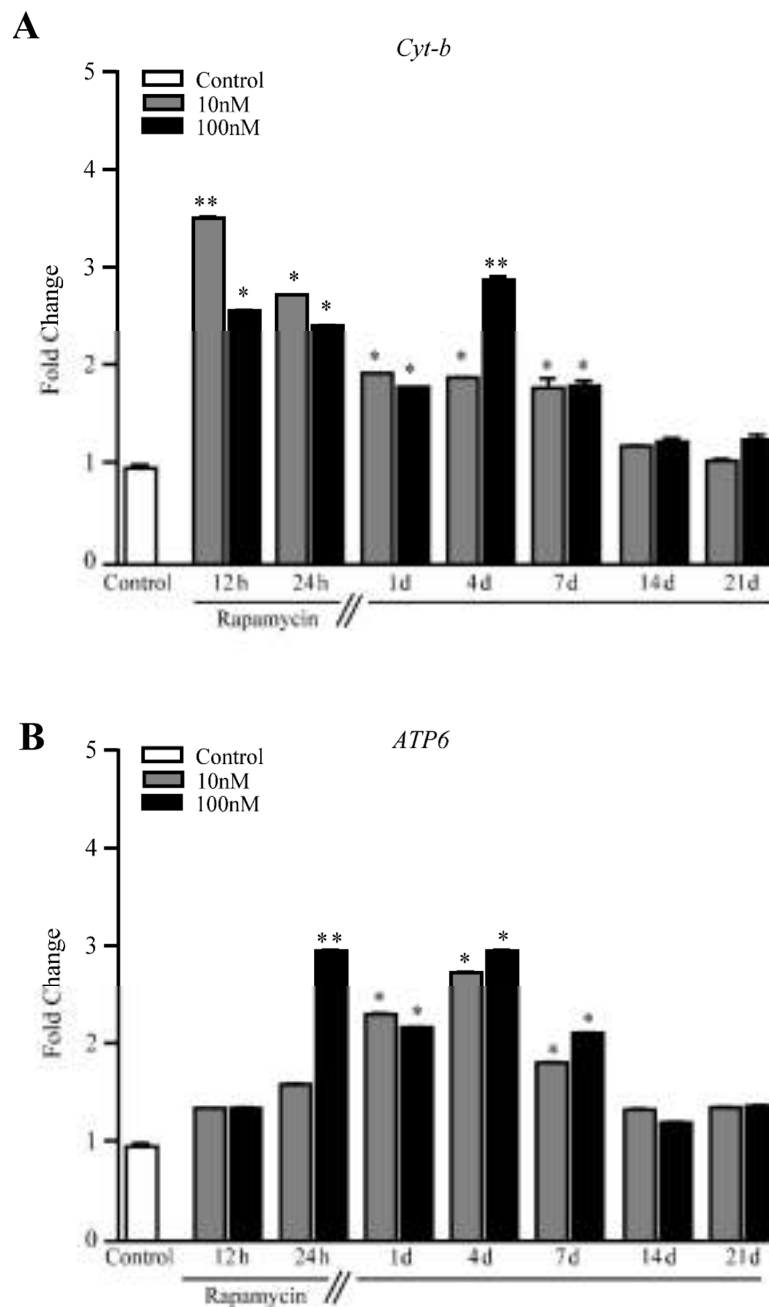 A
Cyt-b
5
Control
10nM
100nM
4
**
3
**
*
*
*
2
*
*
*
*
*
1
0
Fold Change
Control
12h
24h
1d
4d
7d
14d
21d
Rapamycin //
B
ATP6
5
Control
10nM
100nM
4
3
**
*
*
*
*
2
*
*
1
0
Fold Change
Control
12h
24h
1d
4d
7d
14d
21d
Rapamycin //